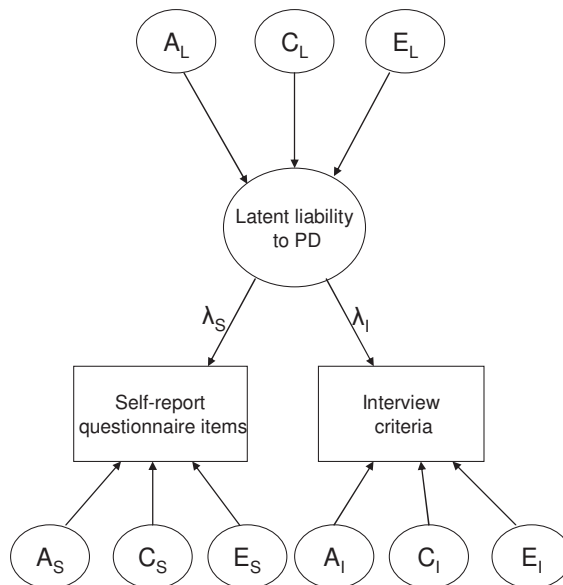 A_L C_L E_L
Latent liability
to PD
λ_S λ_I
Self-report
questionnaire items
Interview
criteria
A_S C_S E_S A_I C_I E_I